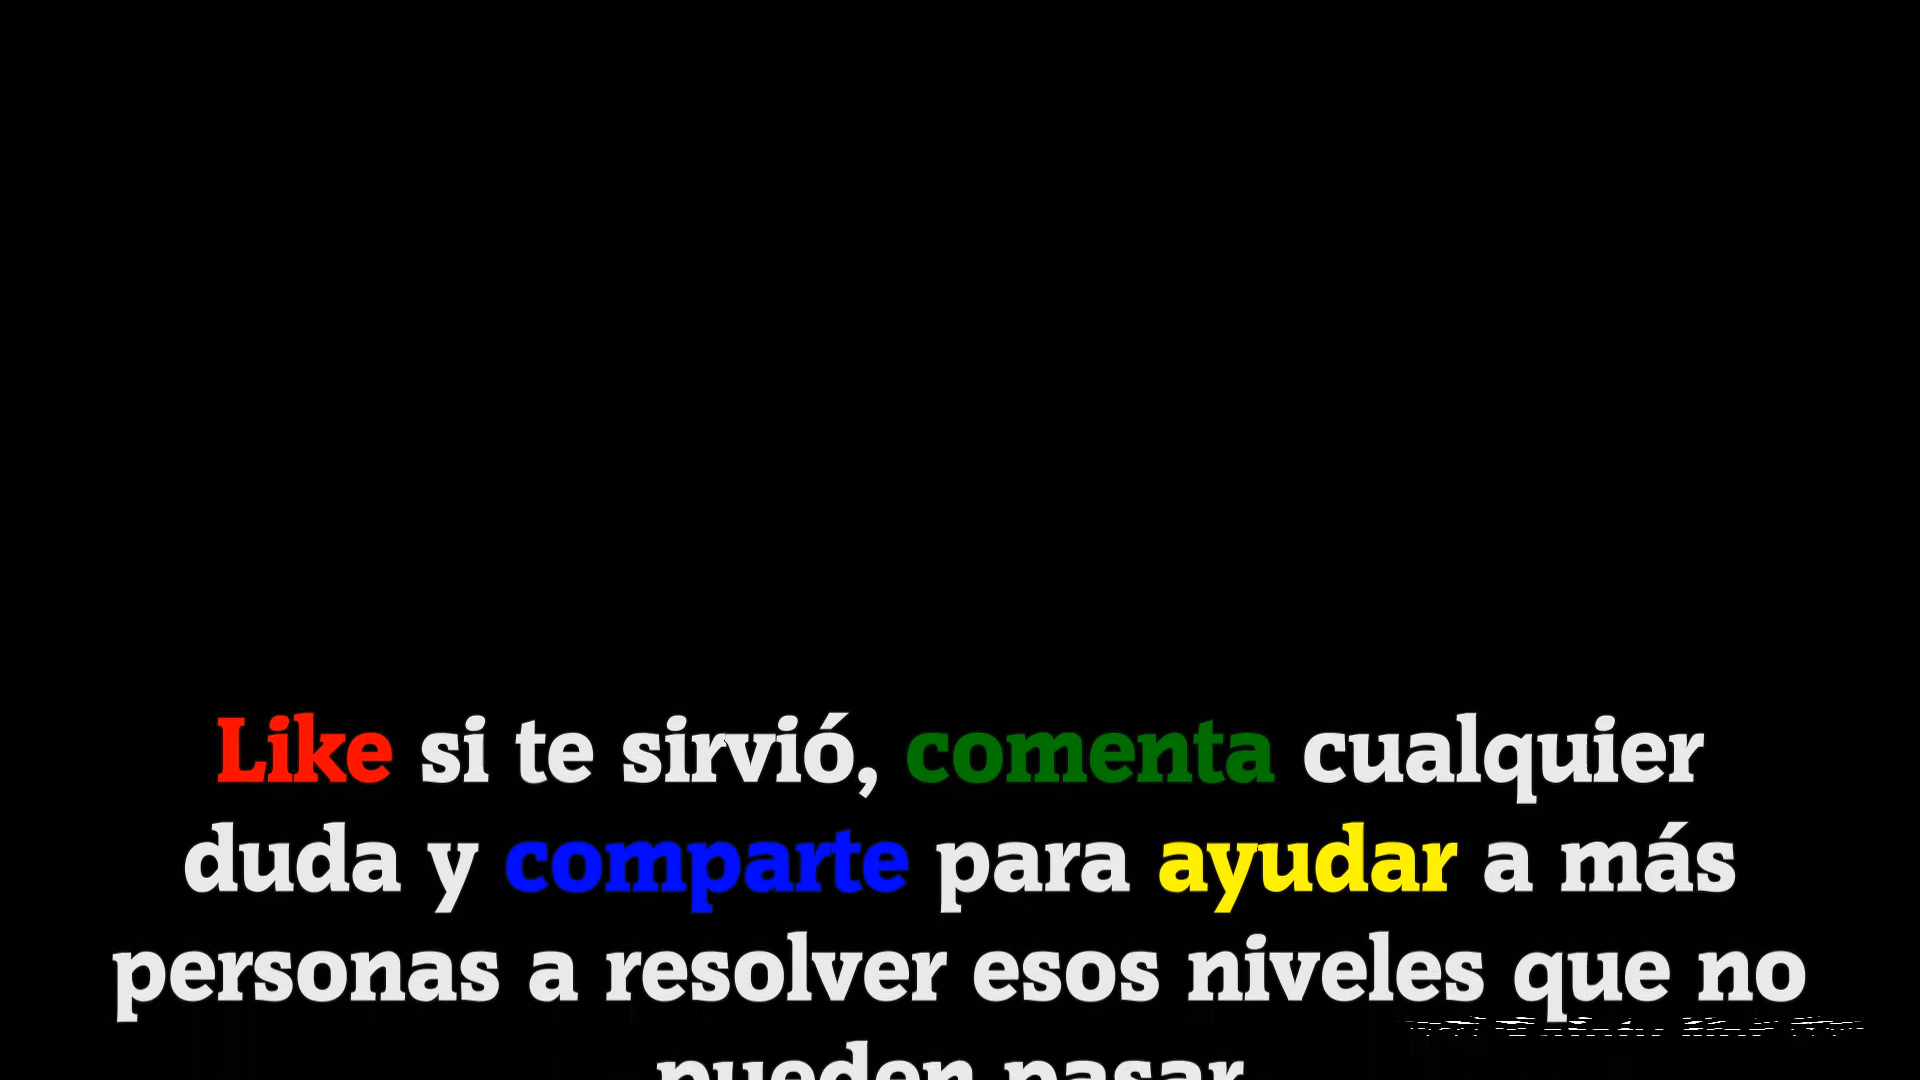 Like si te sirvió, comenta cualquier
duda y comparte para ayudar a más
personas a resolver esos niveles que no
pueden pasar